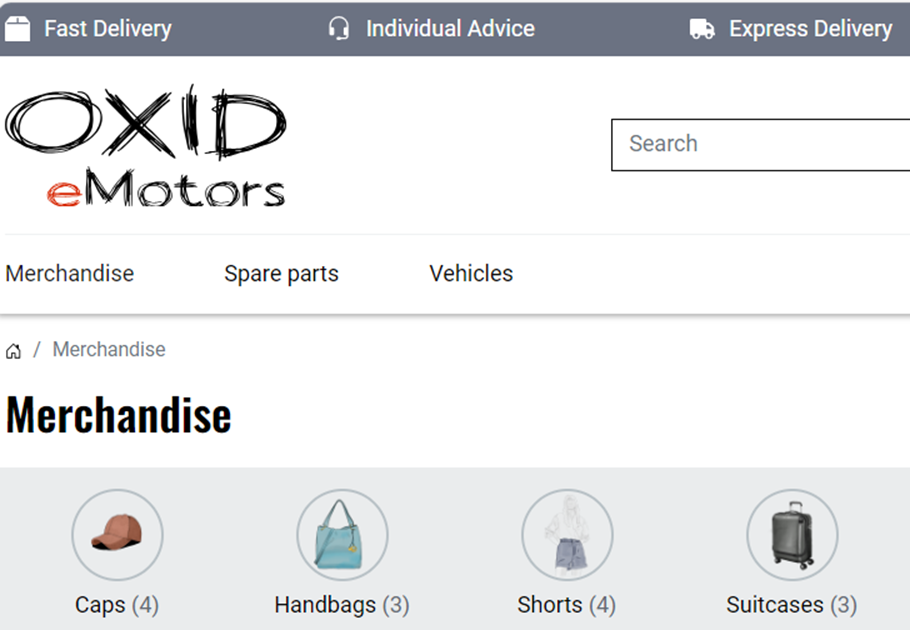 Fast Delivery Individual Advice Express Delivery
OXID
eMotors
Search
Merchandise Spare parts Vehicles
/ Merchandise
Merchandise
Caps (4) Handbags (3) Shorts (4) Suitcases (3)